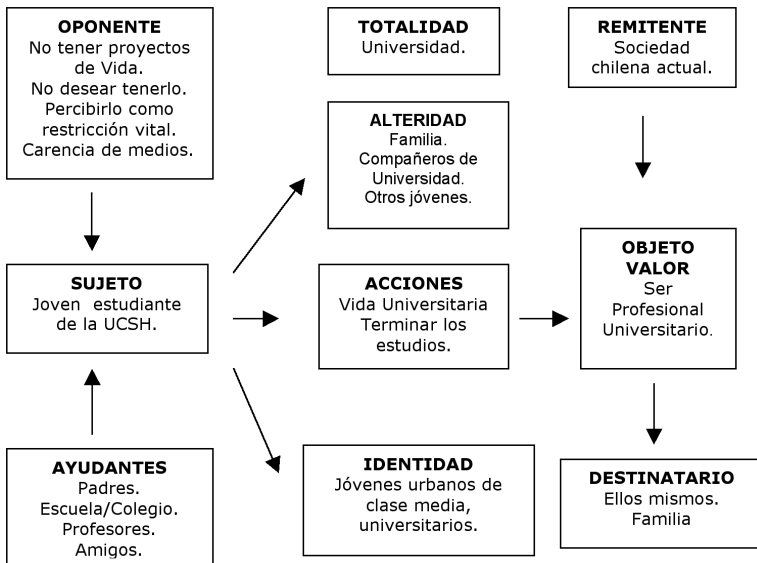 OPONENTE
No tener proyectos
de Vida.
No desear tenerlo.
Percibirlo como
restricción vital.
Carencia de medios.
TOTALIDAD
Universidad.
REMITENTE
Sociedad
chilena actual.
ALTERIDAD
Familia.
Compañeros de
Universidad.
Otros jóvenes.
SUJETO
Joven estudiante
de la UCSH.
ACCIONES
Vida Universitaria
Terminar los
estudios.
OBJETO
VALOR
Ser
Profesional
Universitario.
AYUDANTES
Padres.
Escuela/Colegio.
Profesores.
Amigos.
IDENTIDAD
Jóvenes urbanos de
clase media,
universitarios.
DESTINATARIO
Ellos mismos.
Familia